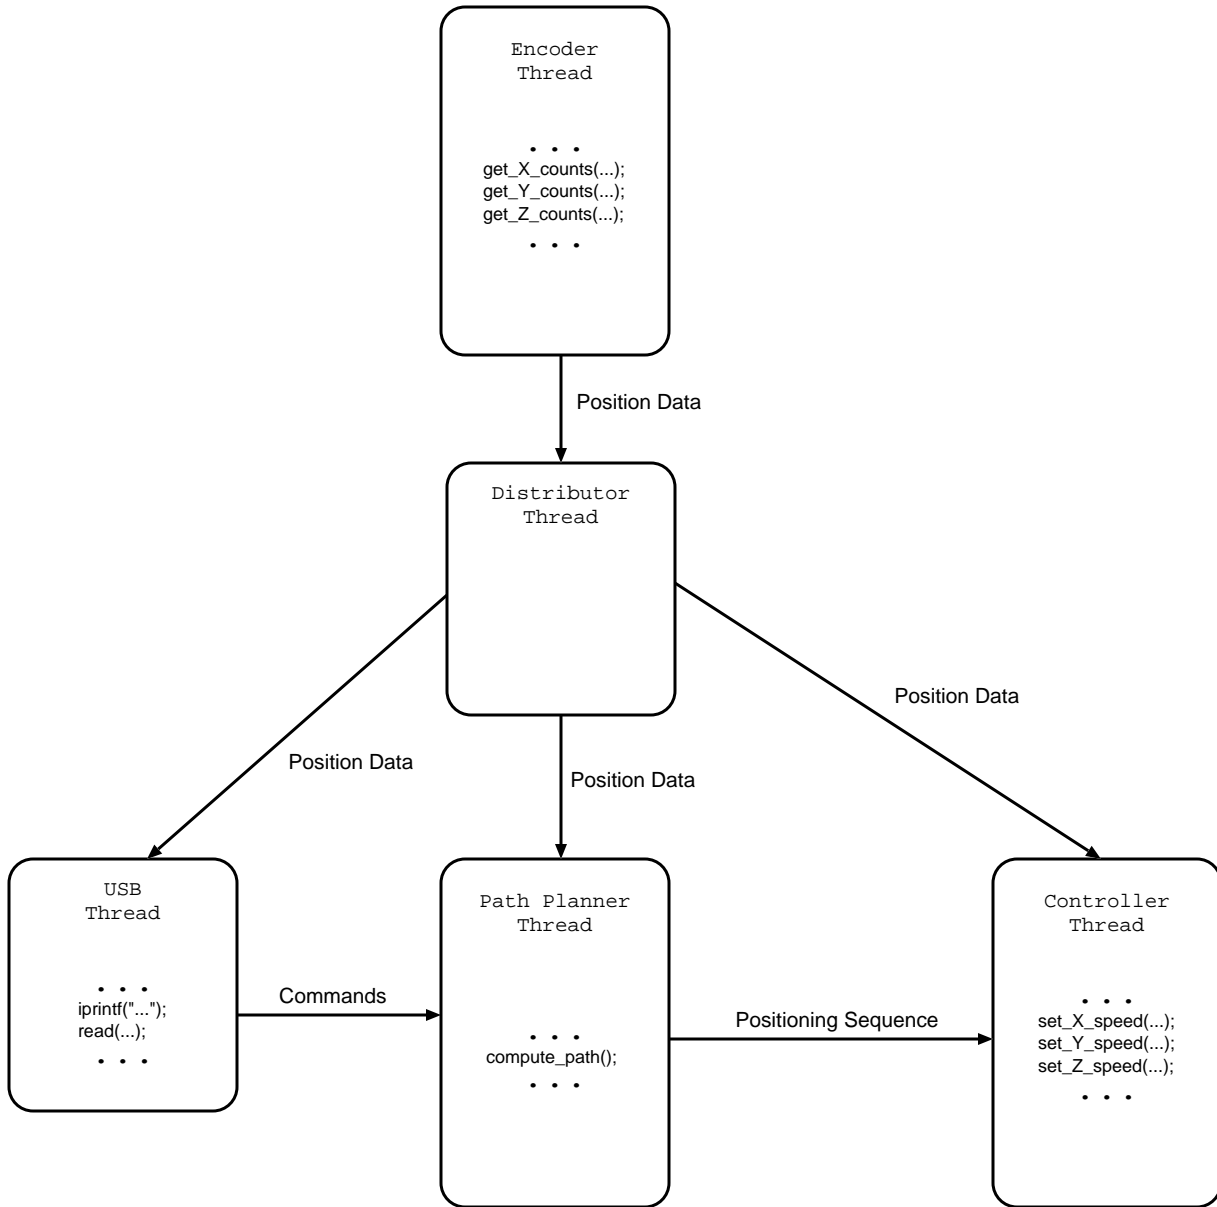 Encoder
Thread
. . .
get_X_counts(...);
get_Y_counts(...);
get_Z_counts(...);
. . .
Position Data
Distributor
Thread
Position Data
Position Data
Position Data
USB
Thread
. . .
iprintf("...");
read(...);
. . .
Commands
Path Planner
Thread
. . .
compute_path();
. . .
Positioning Sequence
Controller
Thread
. . .
set_X_speed(...);
set_Y_speed(...);
set_Z_speed(...);
. . .